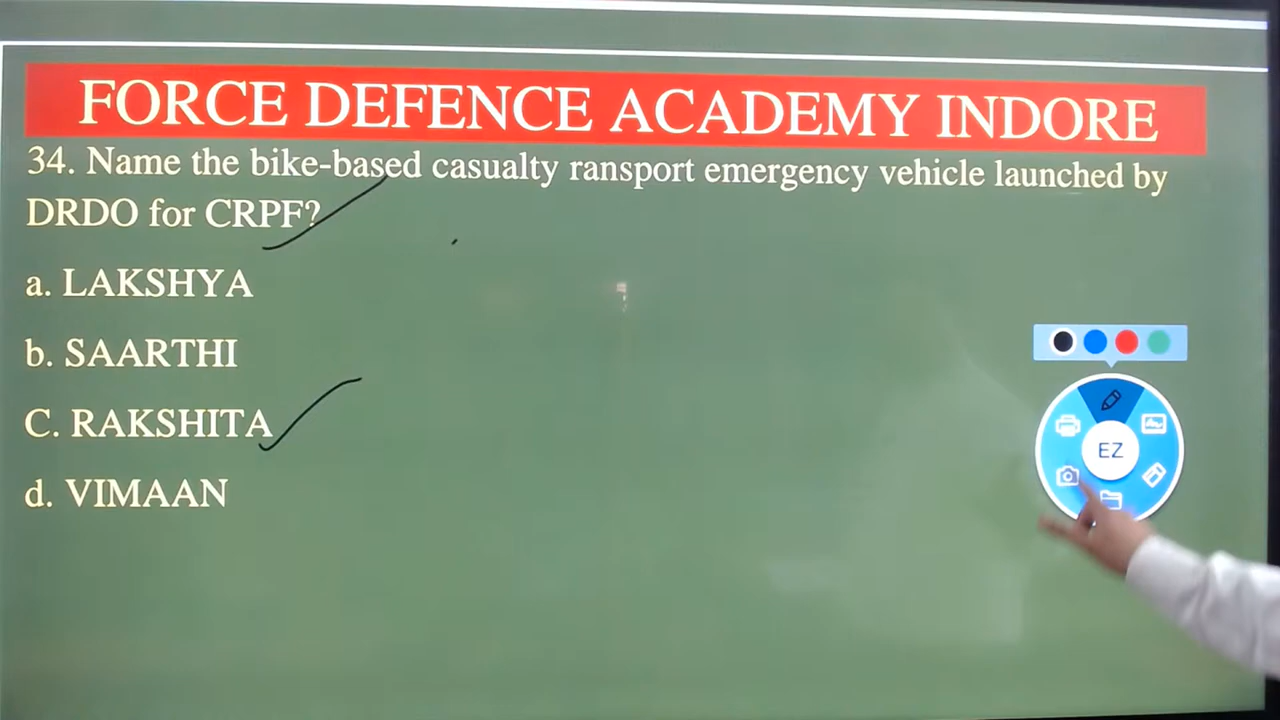 FORCE DEFENCE ACADEMY INDORE
34. Name the bike-based casualty ransport emergency vehicle launched by
DRDO for CRPF?
a. LAKSHYA
b. SAARTHI
C. RAKSHITA
d. VIMAAN
EZ